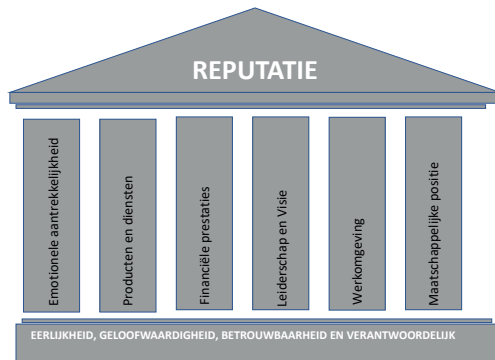 REPUTATIE
Emotionele aantrekkelijkheid
Producten en diensten
Financiële prestaties
Leiderschap en Visie
Werkomgeving
Maatschappelijke positie
EERLIJKHEID, GELOOFWAARDIGHEID, BETROUWBAARHEID EN VERANTWOORDELIJK